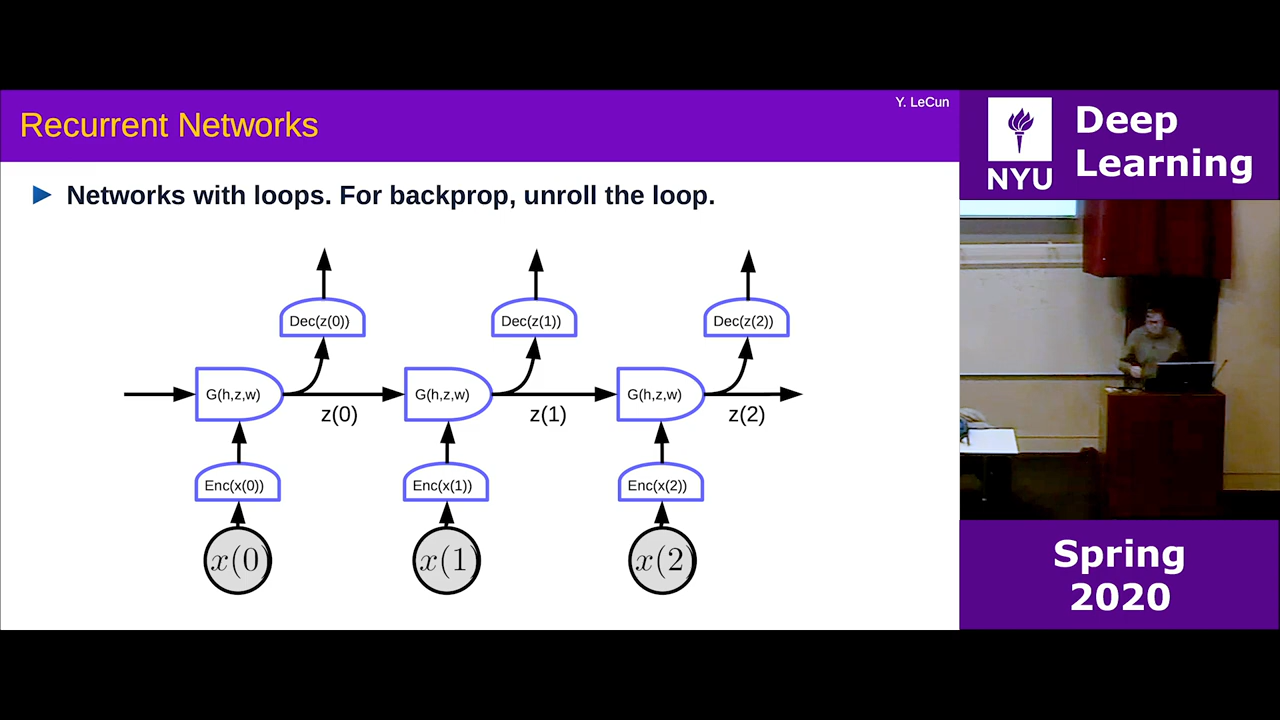 Y. LeCun
Recurrent Networks
Networks with loops. For backprop, unroll the loop.
Dec(z(0)) Dec(z(1)) Dec(z(2))
G(h,z,w) G(h,z,w) G(h,z,w)
z(0) z(1) z(2)
Enc(x(0)) Enc(x(1)) Enc(x(2))
x(0) x(1) x(2)
NYU
Deep
Learning
Spring
2020